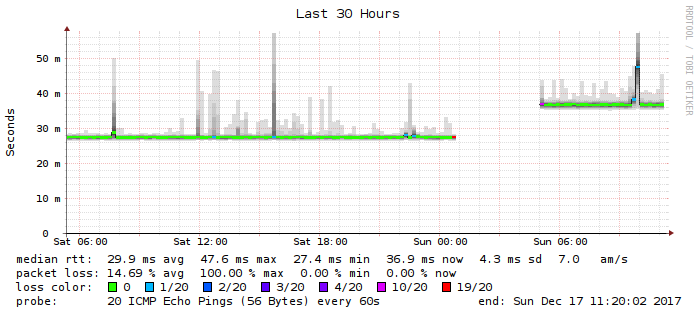 Last 30 Hours
RRDTOOL / TOBI OETIKER
Seconds
50 m
40 m
30 m
20 m
10 m
0
Sat 06:00 Sat 12:00 Sat 18:00 Sun 00:00 Sun 06:00
median rtt: 29.9 ms avg 47.6 ms max 27.4 ms min 36.9 ms now 4.3 ms sd 7.0 am/s
packet loss: 14.69 % avg 100.00 % max 0.00 % min 0.00 % now
loss color: 0 1/20 2/20 3/20 4/20 10/20 19/20
probe: 20 ICMP Echo Pings (56 Bytes) every 60s end: Sun Dec 17 11:20:02 2017